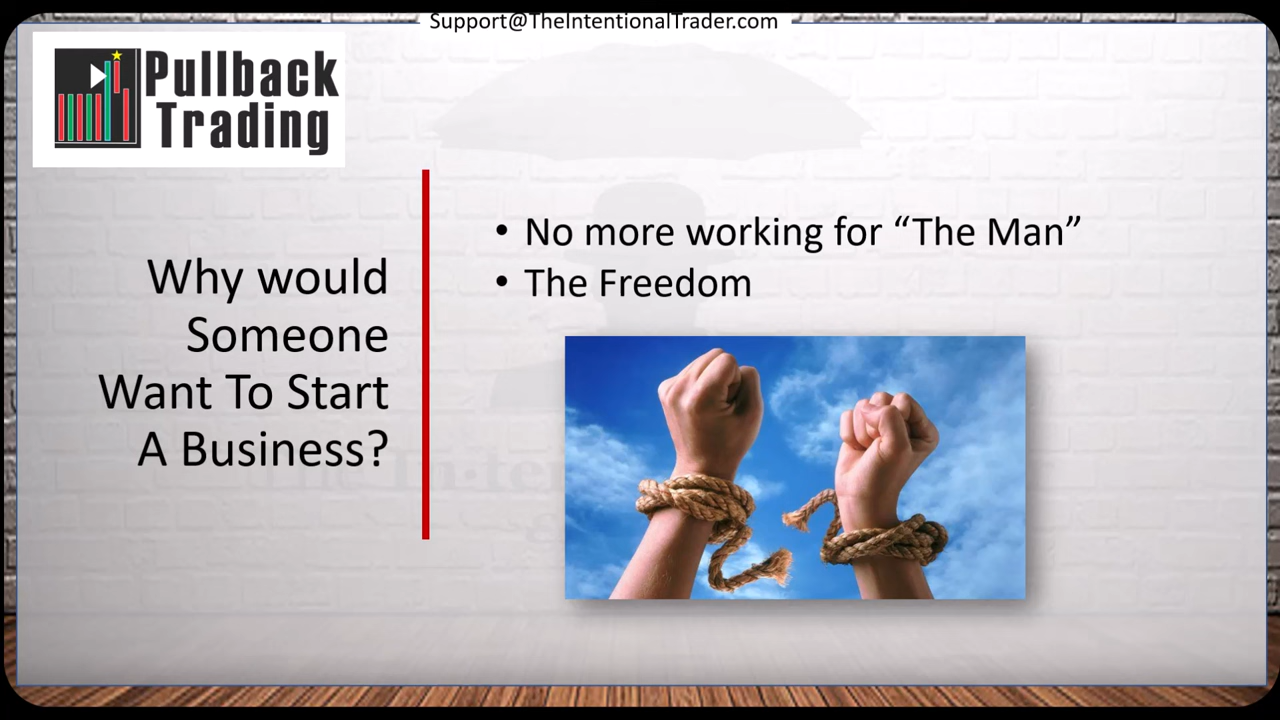 Support@TheIntentionalTrader.com
Pullback
Trading
Why would
Someone
Want To Start
A Business?
• No more working for “The Man”
• The Freedom